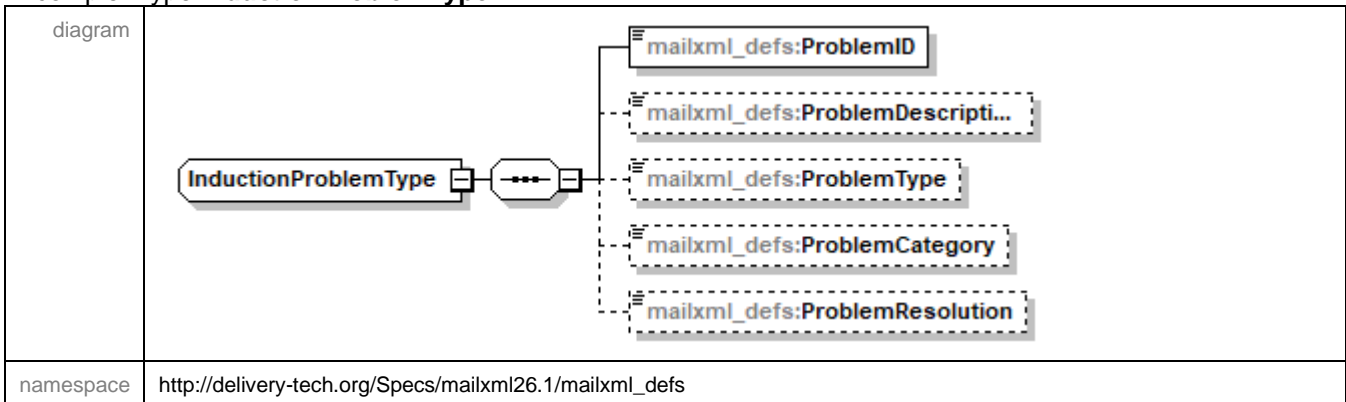 diagram
mailxml_defs:ProblemID
mailxml_defs:ProblemDescripti...
InductionProblemType
mailxml_defs:ProblemType
mailxml_defs:ProblemCategory
mailxml_defs:ProblemResolution
namespace http://delivery-tech.org/Specs/mailxml26.1/mailxml_defs